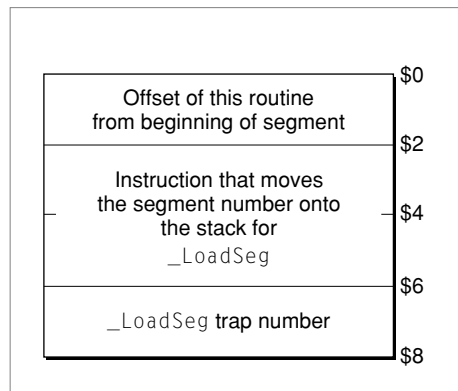 $0
Offset of this routine
from beginning of segment
$2
Instruction that moves
the segment number onto
the stack for
_LoadSeg
$4
$6
_LoadSeg trap number
$8